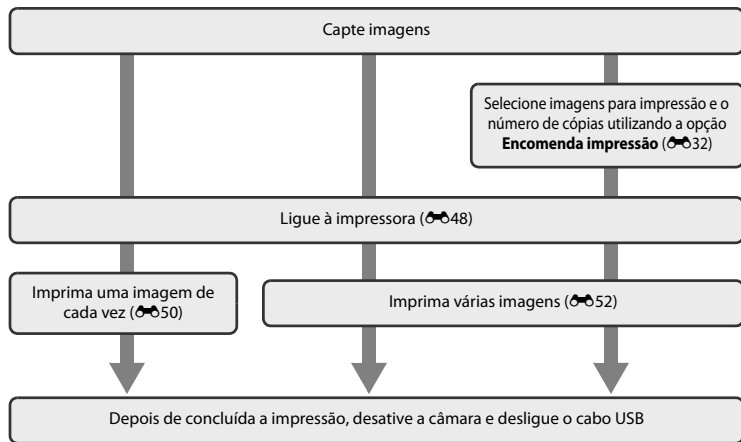 Capte imagens
Selecione imagens para impressão e o
número de cópias utilizando a opção
Encomenda impressão (32)
Ligue à impressora (48)
Imprima uma imagem de
cada vez (50)
Imprima várias imagens (52)
Depois de concluída a impressão, desative a câmara e desligue o cabo USB